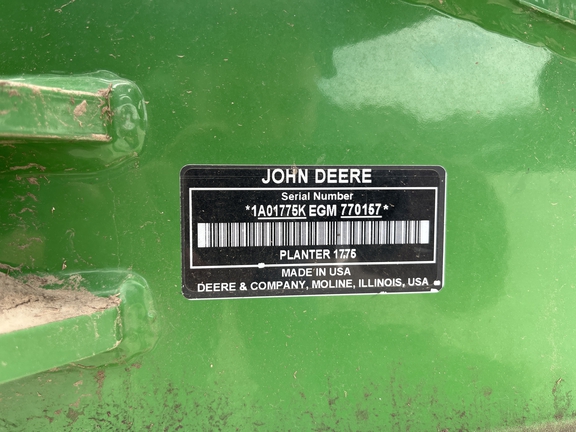 JOHN DEERE
Serial Number
*1A01775K EGM 770157*
PLANTER 1775
MADE IN USA
DEERE & COMPANY, MOLINE, ILLINOIS, USA